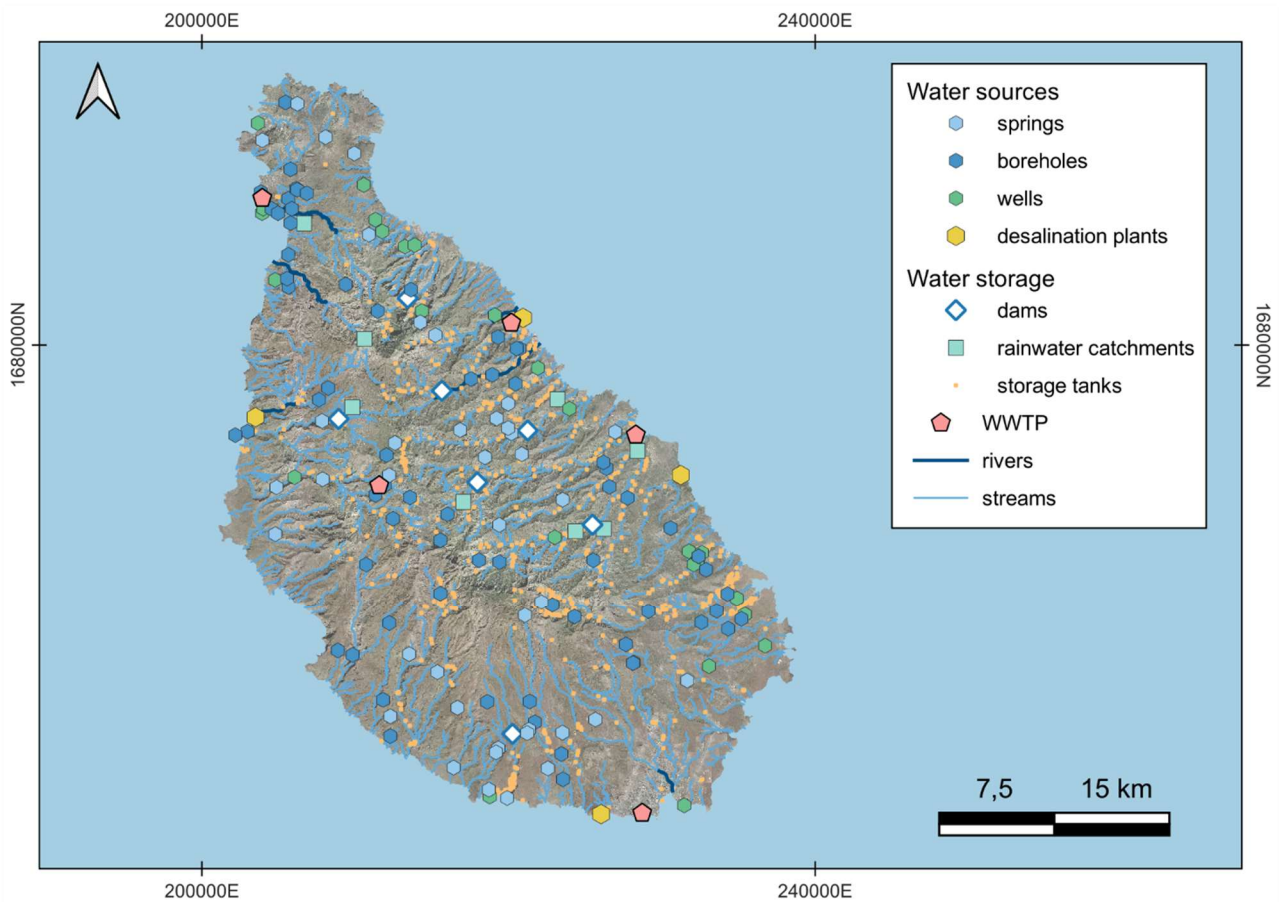 200000E 240000E
Water sources
springs
boreholes
wells
desalination plants
Water storage
dams
rainwater catchments
storage tanks
WWTP
rivers
streams
1680000N 1680000N
7,5 15 km
200000E 240000E